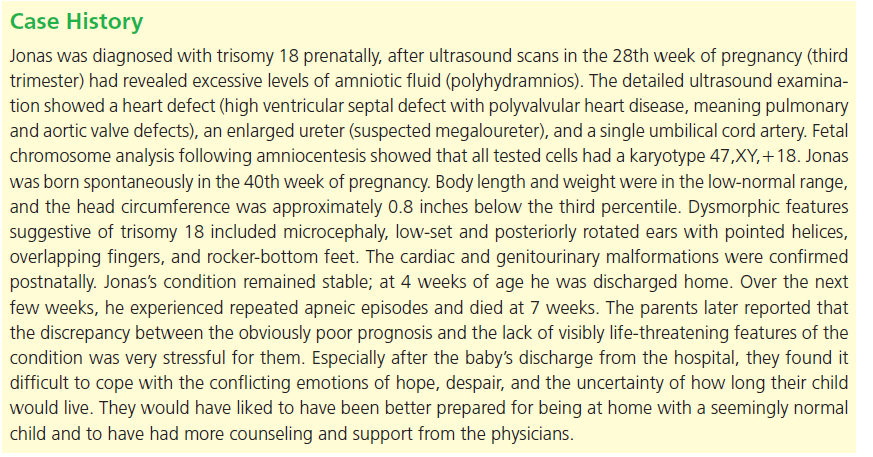 Case History
Jonas was diagnosed with trisomy 18 prenatally, after ultrasound scans in the 28th week of pregnancy (third
trimester) had revealed excessive levels of amniotic fluid (polyhydramnios). The detailed ultrasound examina-
tion showed a heart defect (high ventricular septal defect with polyvalvular heart disease, meaning pulmonary
and aortic valve defects), an enlarged ureter (suspected megaloureter), and a single umbilical cord artery. Fetal
chromosome analysis following amniocentesis showed that all tested cells had a karyotype 47,XY,+18. Jonas
was born spontaneously in the 40th week of pregnancy. Body length and weight were in the low-normal range,
and the head circumference was approximately 0.8 inches below the third percentile. Dysmorphic features
suggestive of trisomy 18 included microcephaly, low-set and posteriorly rotated ears with pointed helices,
overlapping fingers, and rocker-bottom feet. The cardiac and genitourinary malformations were confirmed
postnatally. Jonas's condition remained stable; at 4 weeks of age he was discharged home. Over the next
few weeks, he experienced repeated apneic episodes and died at 7 weeks. The parents later reported that
the discrepancy between the obviously poor prognosis and the lack of visibly life-threatening features of the
condition was very stressful for them. Especially after the baby's discharge from the hospital, they found it
difficult to cope with the conflicting emotions of hope, despair, and the uncertainty of how long their child
would live. They would have liked to have been better prepared for being at home with a seemingly normal
child and to have had more counseling and support from the physicians.